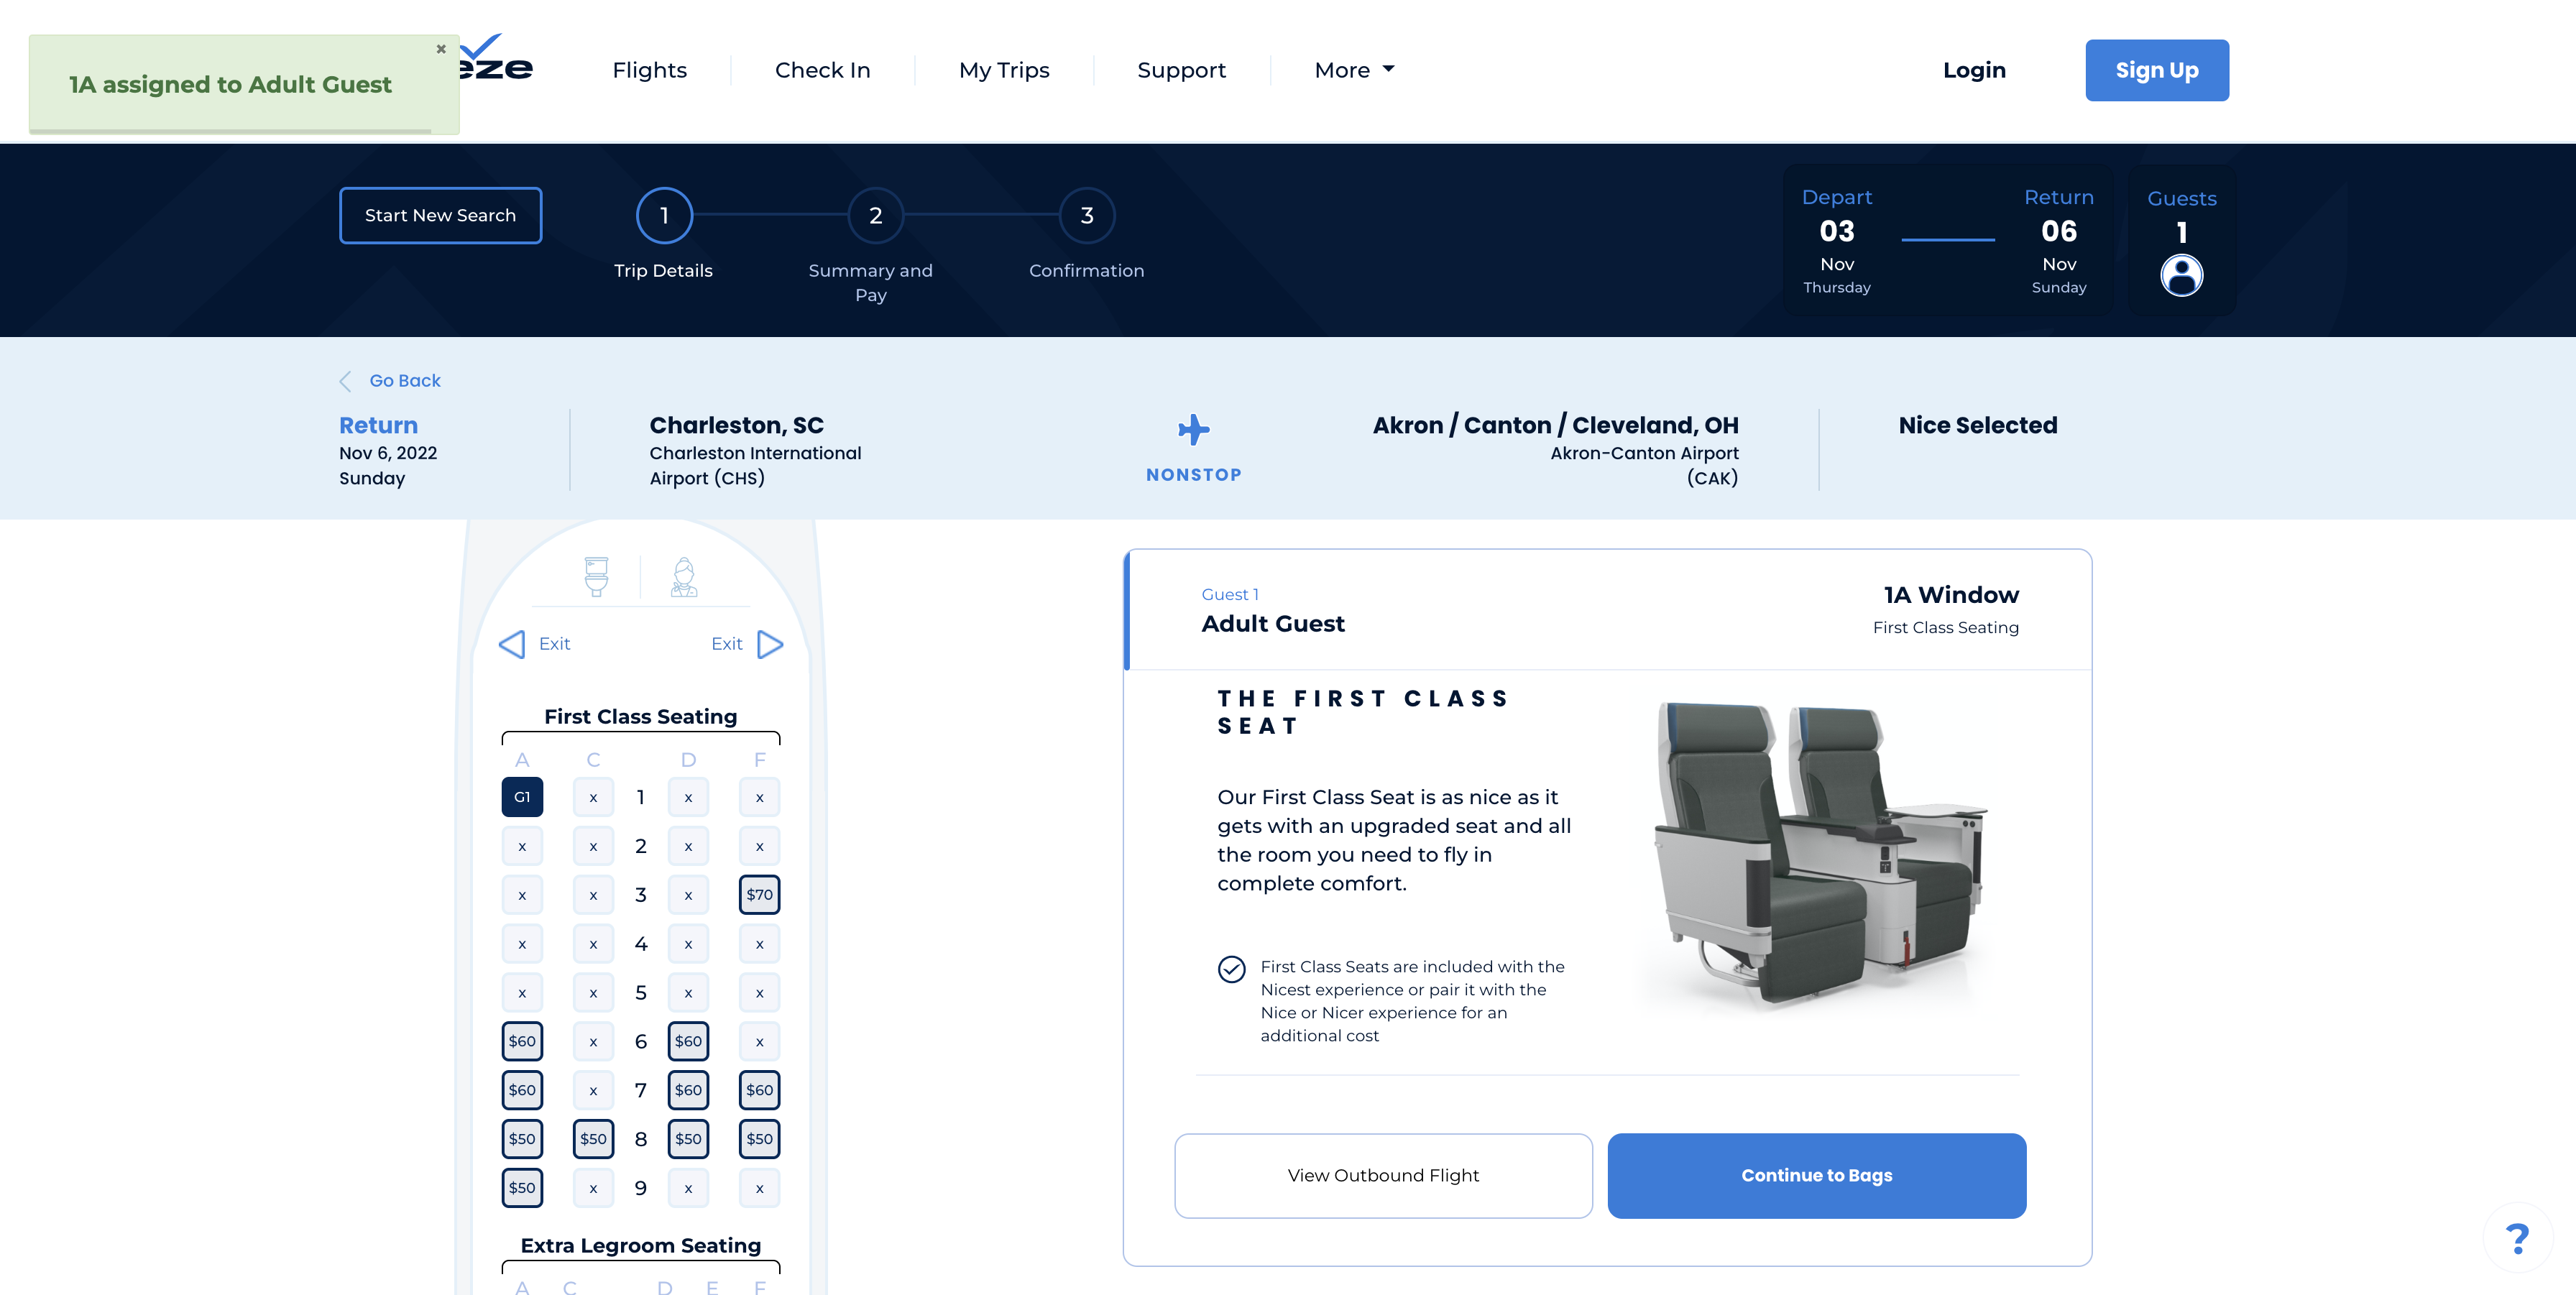 1A assigned to Adult Guest
×
eze
Flights
Check In
My Trips
Support
More
Login
Sign Up
Start New Search
1
2
3
Trip Details
Summary and
Pay
Confirmation
Depart
03
Nov
Thursday
Return
06
Nov
Sunday
Guests
1
Go Back
Return
Nov 6, 2022
Sunday
Charleston, SC
Charleston International
Airport (CHS)
NONSTOP
Akron / Canton / Cleveland, OH
Akron-Canton Airport
(CAK)
Nice Selected
Exit
Exit
First Class Seating
A C D F
G1 x 1 x x
x x 2 x x
x x 3 x $70
x x 4 x x
x x 5 x x
$60 x 6 $60 x
$60 x 7 $60 $60
$50 $50 8 $50 $50
$50 x 9 x x
Extra Legroom Seating
A C D E F
Guest 1
Adult Guest
1A Window
First Class Seating
THE FIRST CLASS
SEAT
Our First Class Seat is as nice as it
gets with an upgraded seat and all
the room you need to fly in
complete comfort.
First Class Seats are included with the
Nicest experience or pair it with the
Nice or Nicer experience for an
additional cost
View Outbound Flight
Continue to Bags
?